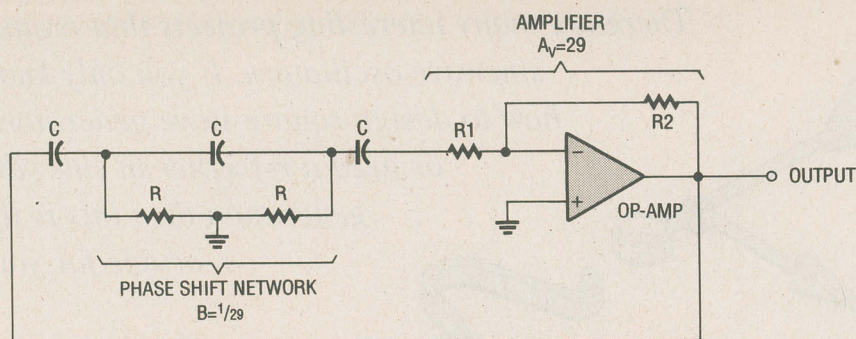 AMPLIFIER
Av=29
C
C
C
R1
R2
R
R
−
+
OP-AMP
OUTPUT
PHASE SHIFT NETWORK
B=1/29